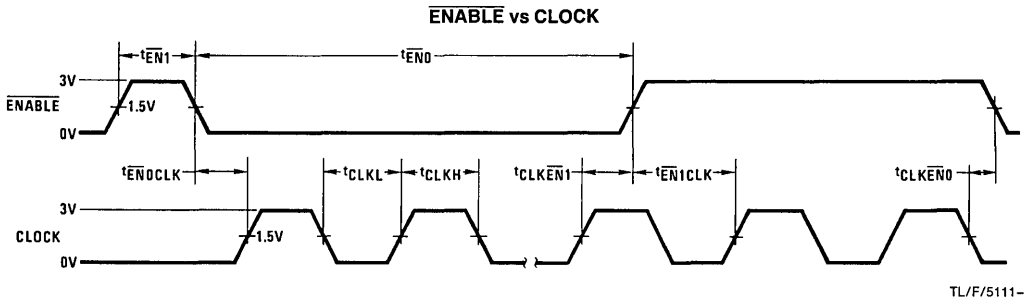 ENABLE vs CLOCK
tEN1
tEN0
3V
ENABLE
1.5V
0V
tEN0CLK
tCLKL
tCLKH
tCLKEN1
tEN1CLK
tCLKEN0
3V
CLOCK
1.5V
0V
TL/F/5111-